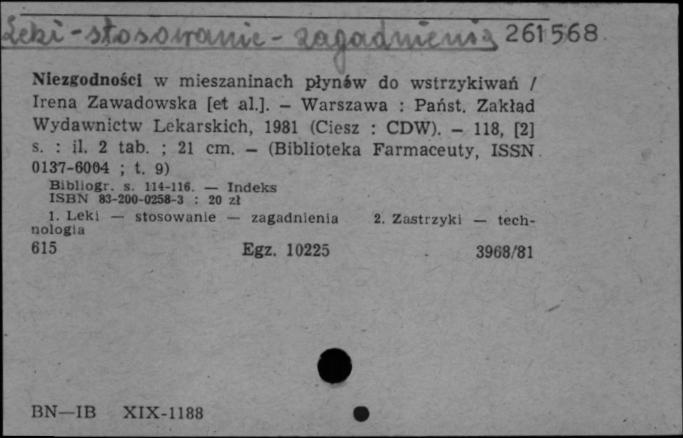 Leki - stosowanie - zagadnienia 261568
Niezgodności w mieszaninach płynów do wstrzykiwań /
Irena Zawadowska [et al.]. — Warszawa : Państ. Zakład
Wydawnictw Lekarskich, 1981 (Ciesz : CDW). — 118, [2]
s. : il. 2 tab. ; 21 cm. — (Biblioteka Farmaceuty, ISSN
0137-6004 ; t. 9)
Bibliogr. s. 114-116. — Indeks
ISBN 83-200-0258-3 : 20 zł
1. Leki — stosowanie — zagadnienia 2. Zastrzyki — tech-
nologia
615 Egz. 10225 3968/81
BN—IB XIX-1188